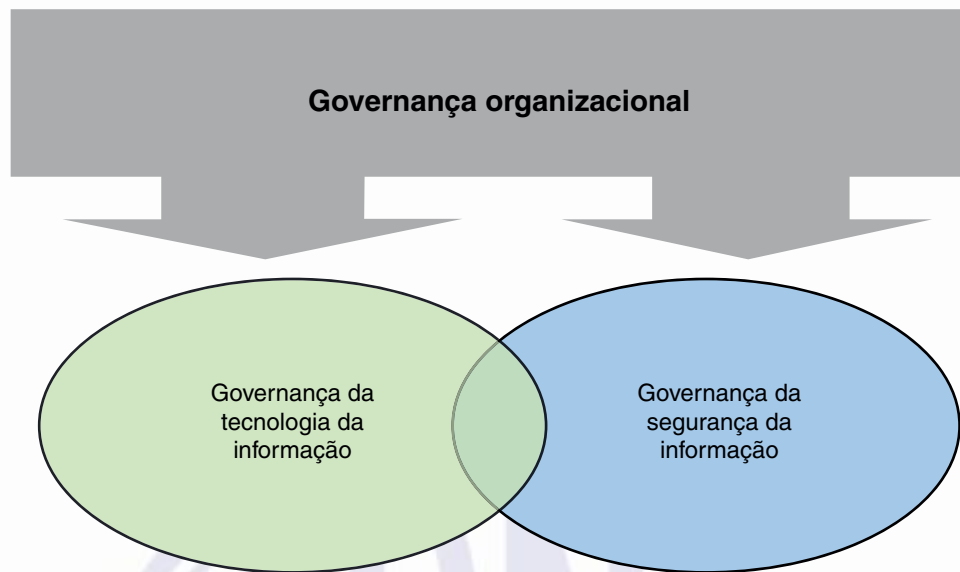 Governança organizacional
Governança da
tecnologia da
informação
Governança da
segurança da
informação